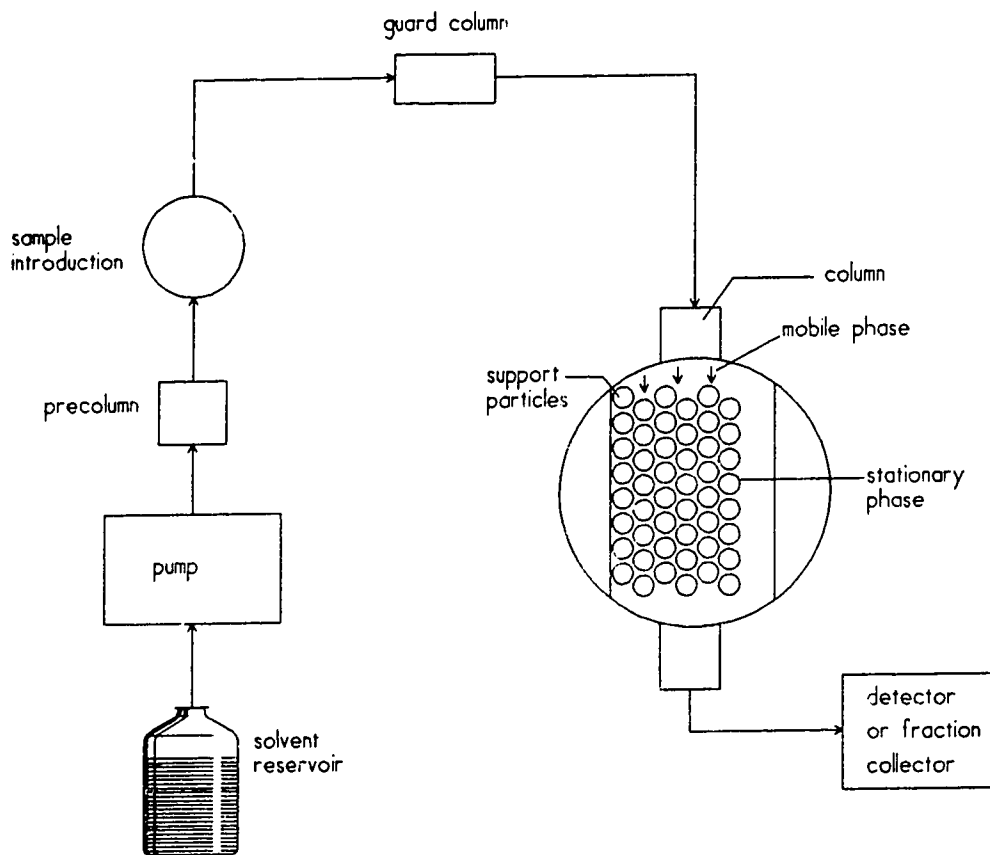 guard column
sample
introduction
column
mobile phase
support
particles
precolumn
stationary
phase
pump
detector
or fraction
collector
solvent
reservoir